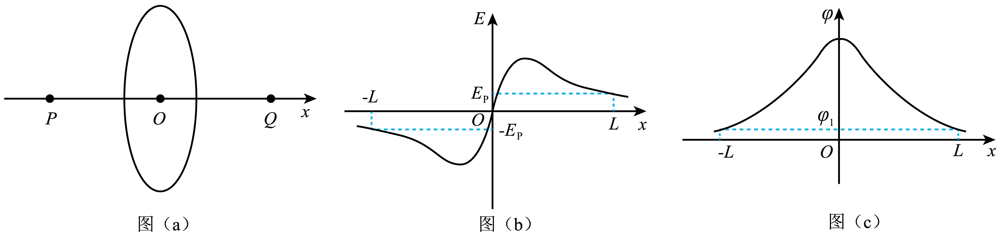 P O Q x
图（a）
E
-L
E_P
O L x
-E_P
图（b）
φ
φ_1
-L O L x
图（c）